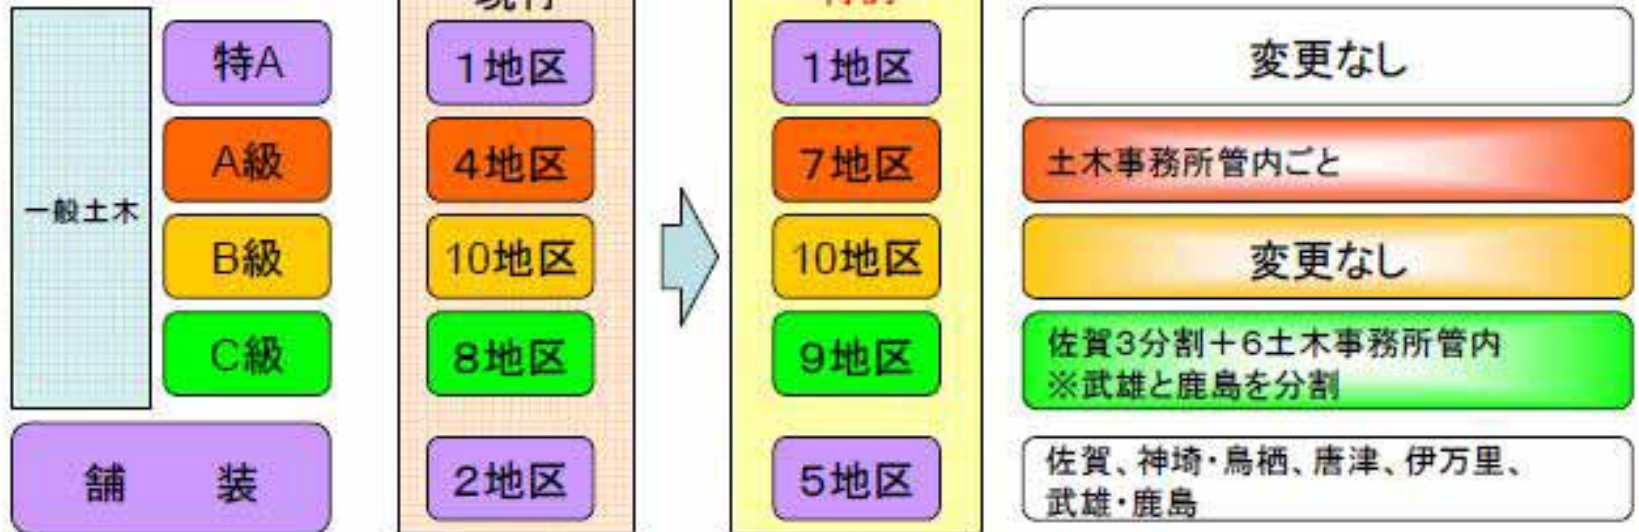 特A
1地区
1地区
変更なし
A級
4地区
7地区
土木事務所管内ごと
一般土木
B級
10地区
10地区
変更なし
C級
8地区
9地区
佐賀3分割＋6土木事務所管内
※武雄と鹿島を分割
舗 装
2地区
5地区
佐賀、神埼・鳥栖、唐津、伊万里、
武雄・鹿島